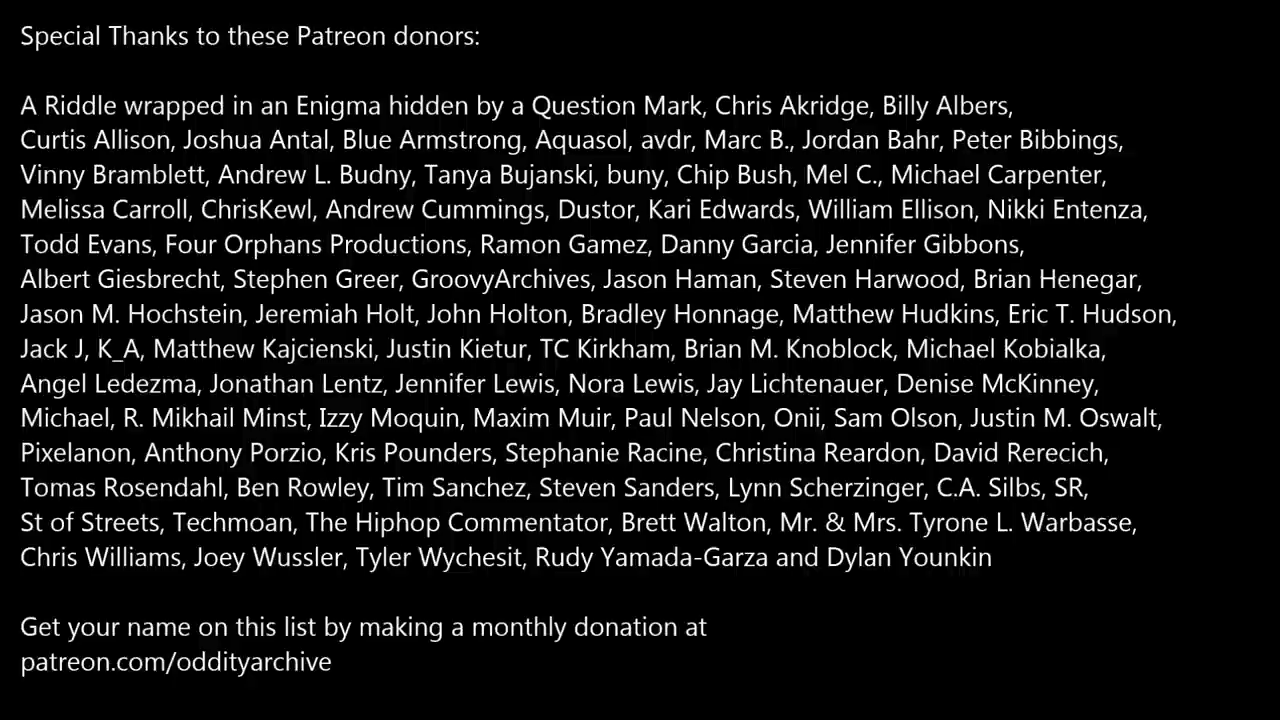 Special Thanks to these Patreon donors:
A Riddle wrapped in an Enigma hidden by a Question Mark, Chris Akridge, Billy Albers,
Curtis Allison, Joshua Antal, Blue Armstrong, Aquasol, avdr, Marc B., Jordan Bahr, Peter Bibbings,
Vinny Bramblett, Andrew L. Budny, Tanya Bujanski, buny, Chip Bush, Mel C., Michael Carpenter,
Melissa Carroll, ChrisKewl, Andrew Cummings, Dustor, Kari Edwards, William Ellison, Nikki Entenza,
Todd Evans, Four Orphans Productions, Ramon Gamez, Danny Garcia, Jennifer Gibbons,
Albert Giesbrecht, Stephen Greer, GroovyArchives, Jason Haman, Steven Harwood, Brian Henegar,
Jason M. Hochstein, Jeremiah Holt, John Holton, Bradley Honnage, Matthew Hudkins, Eric T. Hudson,
Jack J, K_A, Matthew Kajcienski, Justin Kietur, TC Kirkham, Brian M. Knoblock, Michael Kobialka,
Angel Ledezma, Jonathan Lentz, Jennifer Lewis, Nora Lewis, Jay Lichtenauer, Denise McKinney,
Michael, R. Mikhail Minst, Izzy Moquin, Maxim Muir, Paul Nelson, Onii, Sam Olson, Justin M. Oswalt,
Pixelanon, Anthony Porzio, Kris Pounders, Stephanie Racine, Christina Reardon, David Rerecich,
Tomas Rosendahl, Ben Rowley, Tim Sanchez, Steven Sanders, Lynn Scherzinger, C.A. Silbs, SR,
St of Streets, Techmoan, The Hiphop Commentator, Brett Walton, Mr. & Mrs. Tyrone L. Warbasse,
Chris Williams, Joey Wussler, Tyler Wychesit, Rudy Yamada-Garza and Dylan Younkin
Get your name on this list by making a monthly donation at
patreon.com/oddityarchive